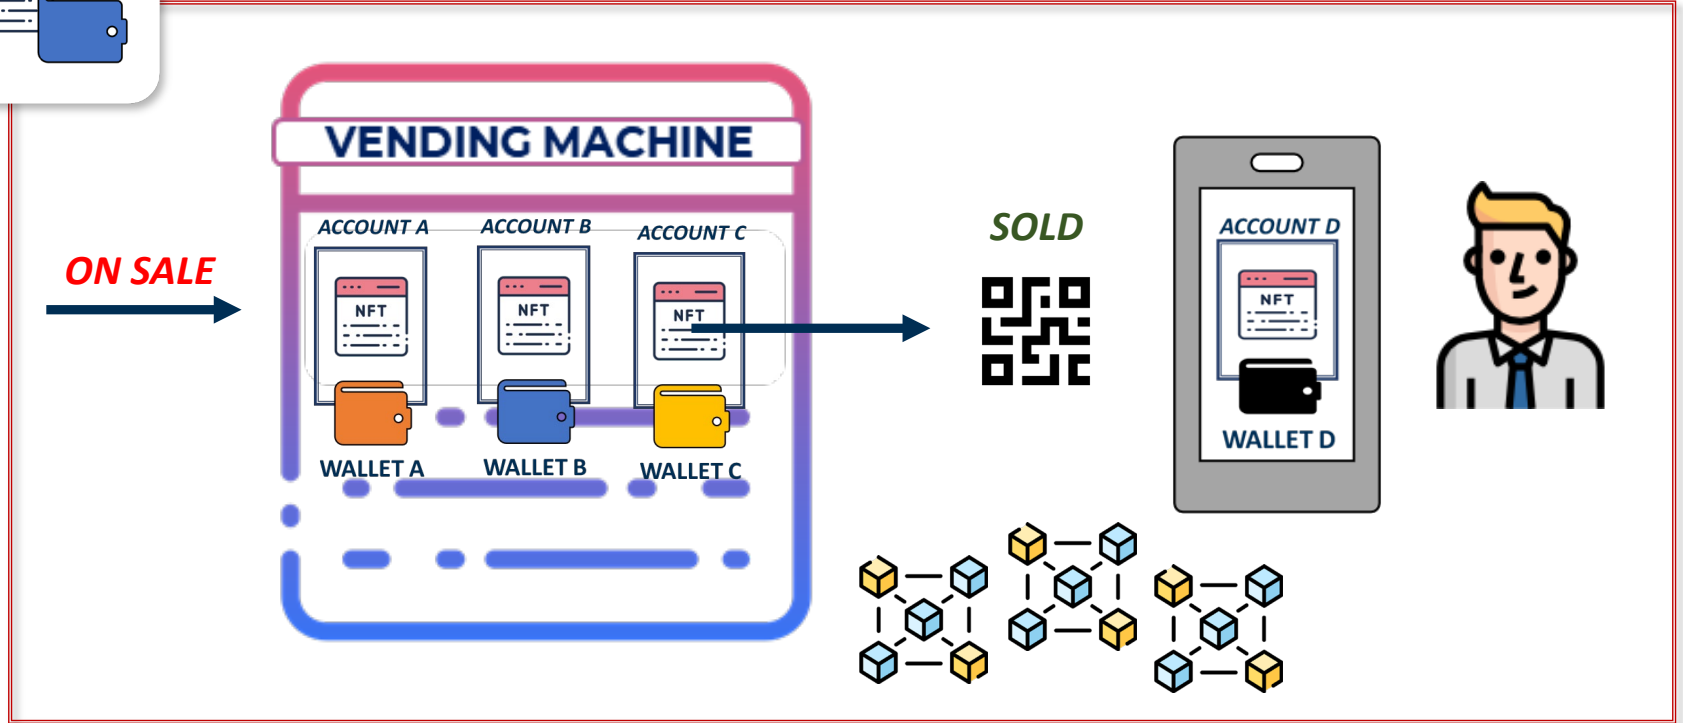 VENDING MACHINE
ON SALE
ACCOUNT A
ACCOUNT B
ACCOUNT C
NFT
NFT
NFT
WALLET A
WALLET B
WALLET C
SOLD
ACCOUNT D
NFT
WALLET D